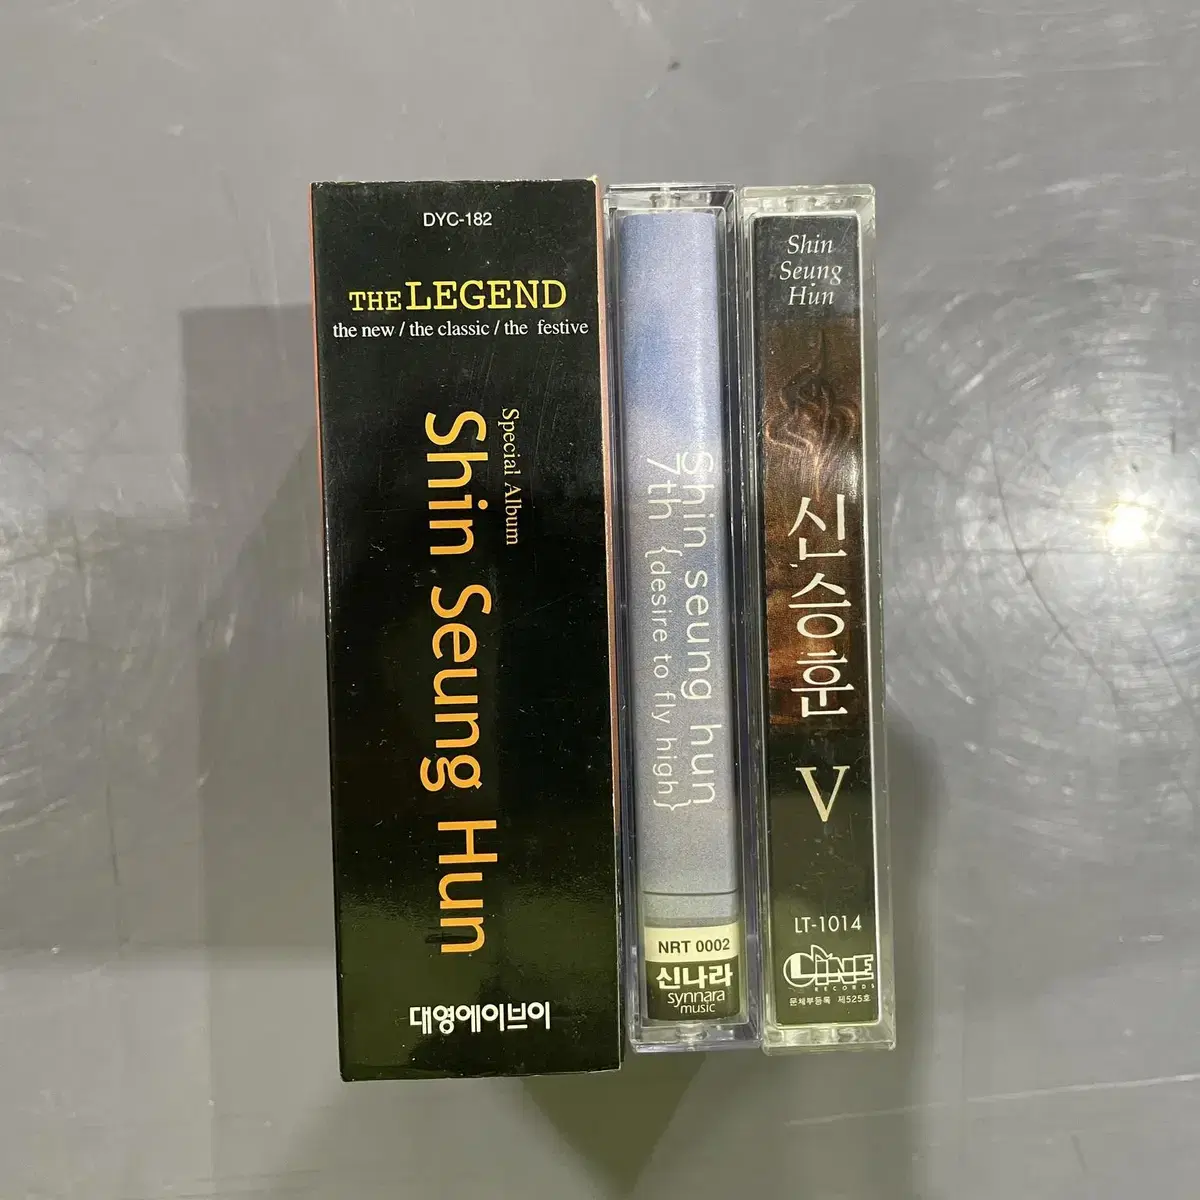 DYC-182
THE LEGEND
the new / the classic / the festive
Special Album
Shin Seung Hun
대영에이브이
Shin seung hun
7th {desire to fly high}
NRT 0002
신나라
synnara
music
Shin
Seung
Hun
신승훈
V
LT-1014
LINE
RECORDS
문체부등록 제525호